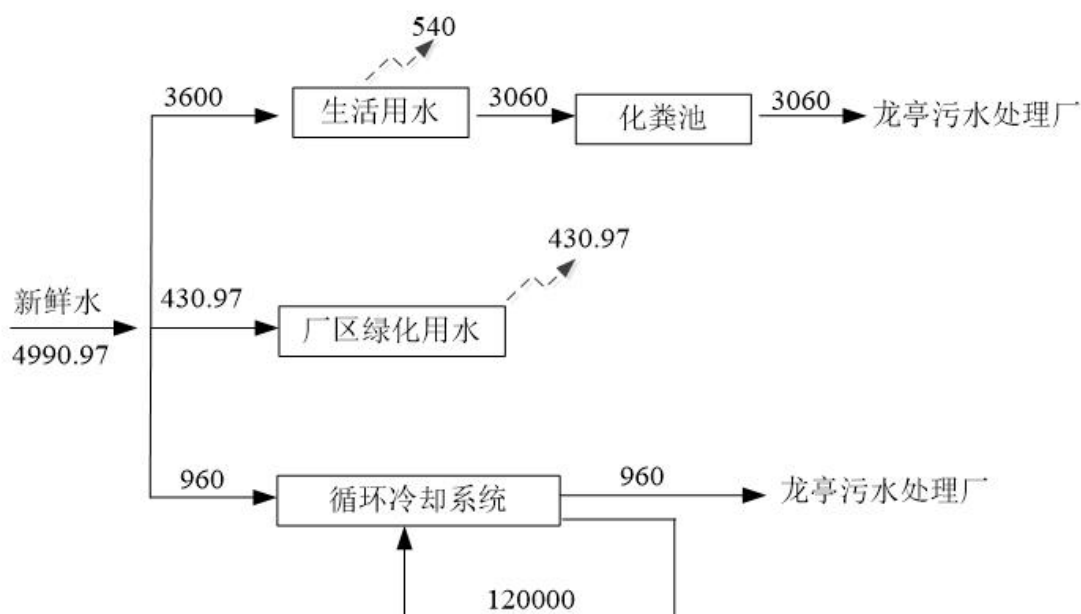 540
3600
生活用水
3060
化粪池
3060
龙亭污水处理厂
430.97
新鲜水
430.97
厂区绿化用水
4990.97
960
循环冷却系统
960
龙亭污水处理厂
120000